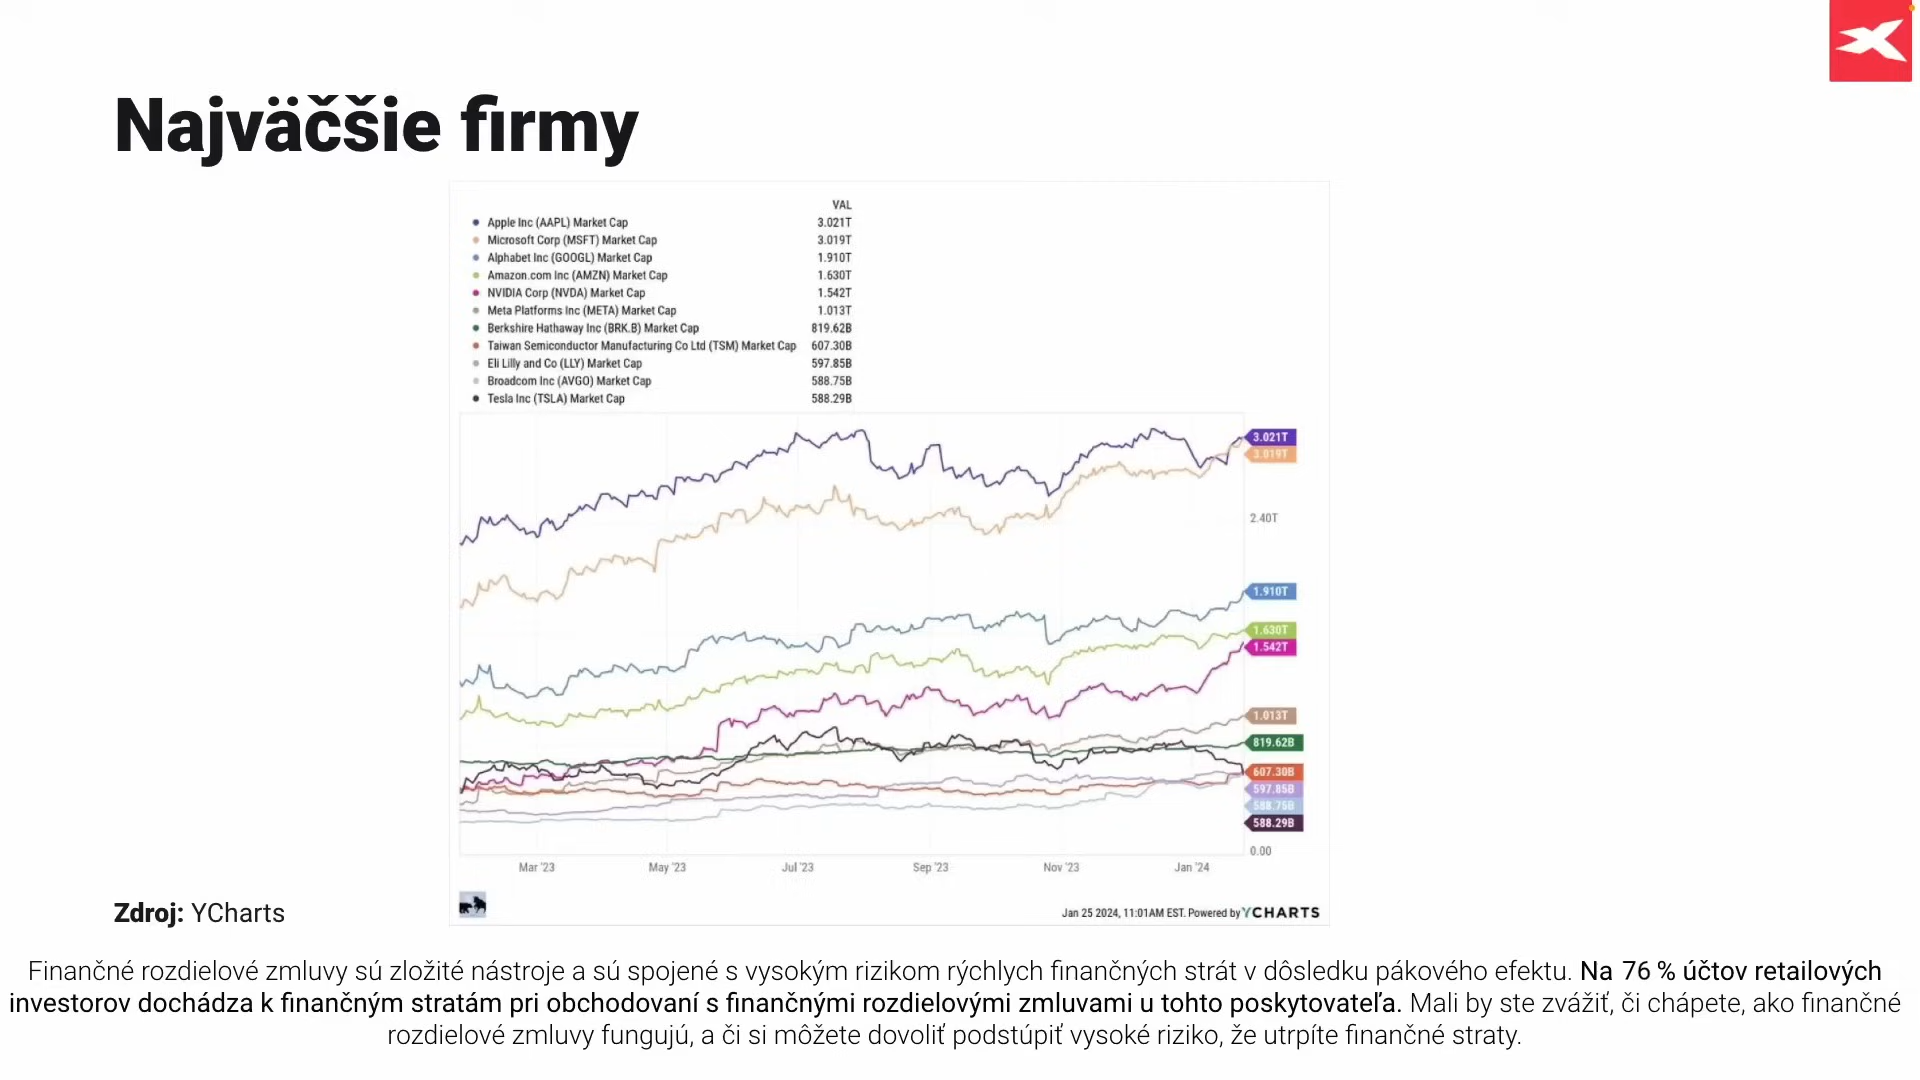 Najväčšie firmy
VAL
Apple Inc (AAPL) Market Cap 3.021T
Microsoft Corp (MSFT) Market Cap 3.019T
Alphabet Inc (GOOGL) Market Cap 1.910T
Amazon.com Inc (AMZN) Market Cap 1.630T
NVIDIA Corp (NVDA) Market Cap 1.542T
Meta Platforms Inc (META) Market Cap 1.013T
Berkshire Hathaway Inc (BRK.B) Market Cap 819.62B
Taiwan Semiconductor Manufacturing Co Ltd (TSM) Market Cap 607.30B
Eli Lilly and Co (LLY) Market Cap 597.85B
Broadcom Inc (AVGO) Market Cap 588.75B
Tesla Inc (TSLA) Market Cap 588.29B
3.021T
3.019T
2.40T
1.910T
1.630T
1.542T
1.013T
819.62B
607.30B
597.85B
588.75B
588.29B
0.00
Mar '23 May '23 Jul '23 Sep '23 Nov '23 Jan '24
Zdroj: YCharts
Jan 25 2024, 11:01AM EST. Powered by YCHARTS
Finančné rozdielové zmluvy sú zložité nástroje a sú spojené s vysokým rizikom rýchlych finančných strát v dôsledku pákového efektu. Na 76 % účtov retailových
investorov dochádza k finančným stratám pri obchodovaní s finančnými rozdielovými zmluvami u tohto poskytovateľa. Mali by ste zvážiť, či chápete, ako finančné
rozdielové zmluvy fungujú, a či si môžete dovoliť podstúpiť vysoké riziko, že utrpíte finančné straty.